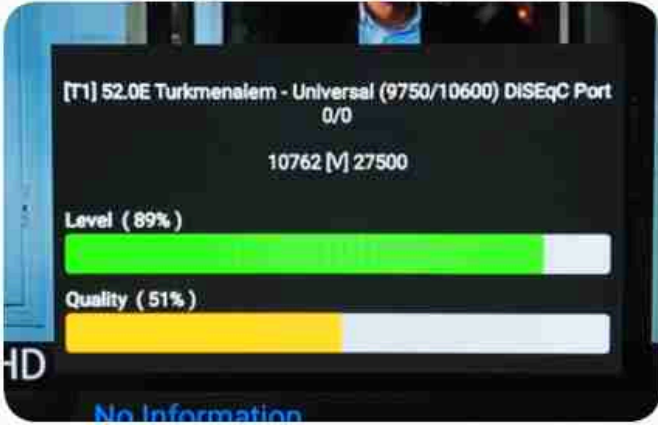 [T1] 52.0E Turkmenalem - Universal (9750/10600) DiSEqC Port
0/0
10762 [V] 27500
Level ( 89% )
Quality ( 51% )
HD
No Information